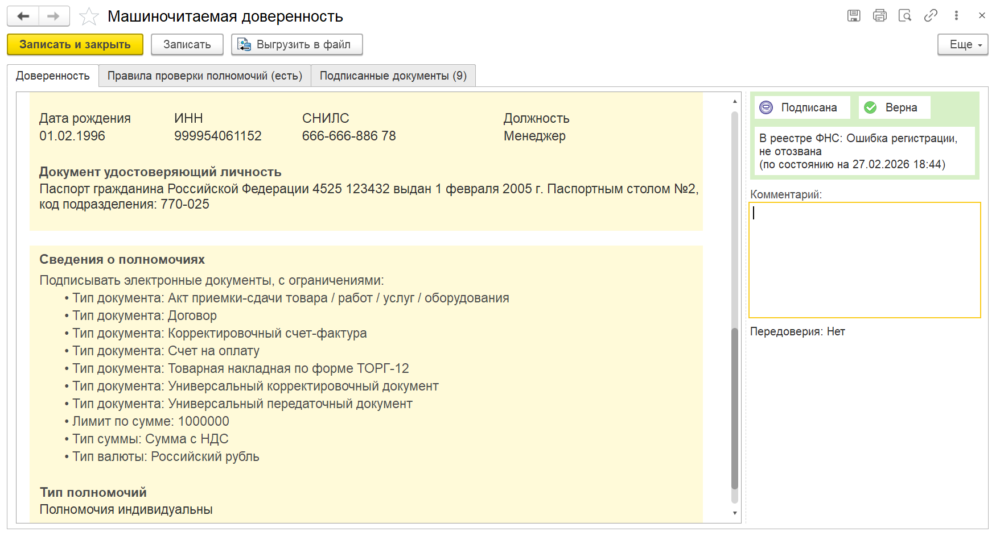 Машиночитаемая доверенность
Записать и закрыть
Записать
Выгрузить в файл
Еще
Доверенность
Правила проверки полномочий (есть)
Подписанные документы (9)
Дата рождения ИНН СНИЛС Должность
01.02.1996 999954061152 666-666-886 78 Менеджер
Документ удостоверяющий личность
Паспорт гражданина Российской Федерации 4525 123432 выдан 1 февраля 2005 г. Паспортным столом №2,
код подразделения: 770-025
Сведения о полномочиях
Подписывать электронные документы, с ограничениями:
• Тип документа: Акт приемки-сдачи товара / работ / услуг / оборудования
• Тип документа: Договор
• Тип документа: Корректировочный счет-фактура
• Тип документа: Счет на оплату
• Тип документа: Товарная накладная по форме ТОРГ-12
• Тип документа: Универсальный корректировочный документ
• Тип документа: Универсальный передаточный документ
• Лимит по сумме: 1000000
• Тип суммы: Сумма с НДС
• Тип валюты: Российский рубль
Тип полномочий
Полномочия индивидуальны
Подписана
Верна
В реестре ФНС: Ошибка регистрации,
не отозвана
(по состоянию на 27.02.2026 18:44)
Комментарий:
Передоверия: Нет